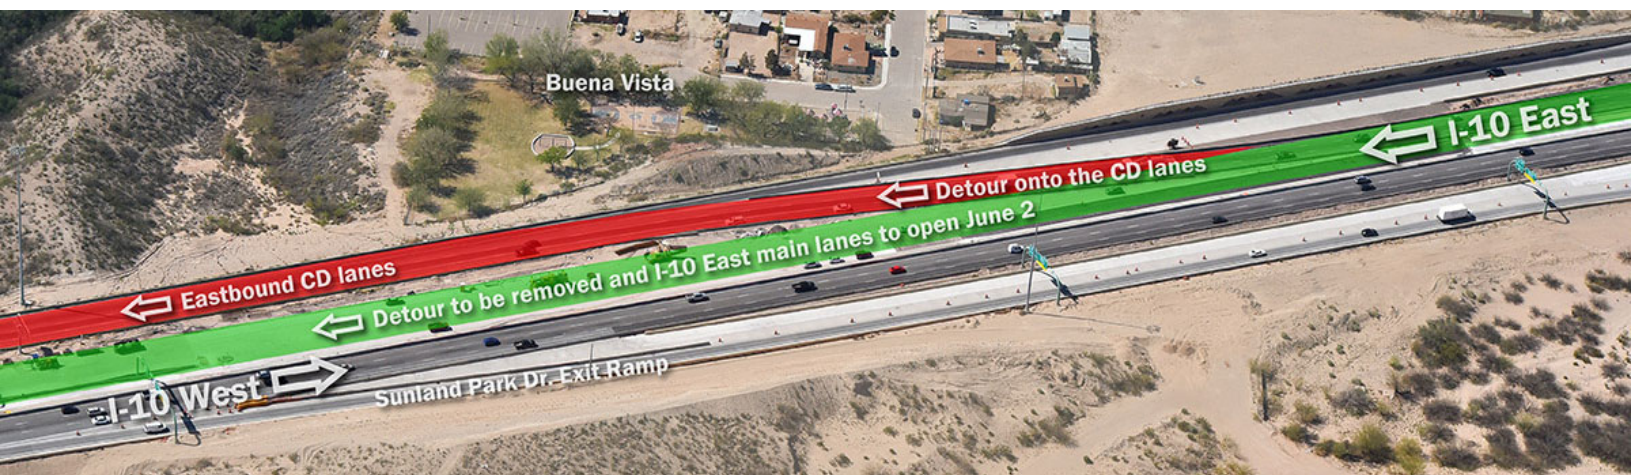 Buena Vista
I-10 East
Detour onto the CD lanes
Detour to be removed and I-10 East main lanes to open June 2
Eastbound CD lanes
I-10 West
Sunland Park Dr. Exit Ramp